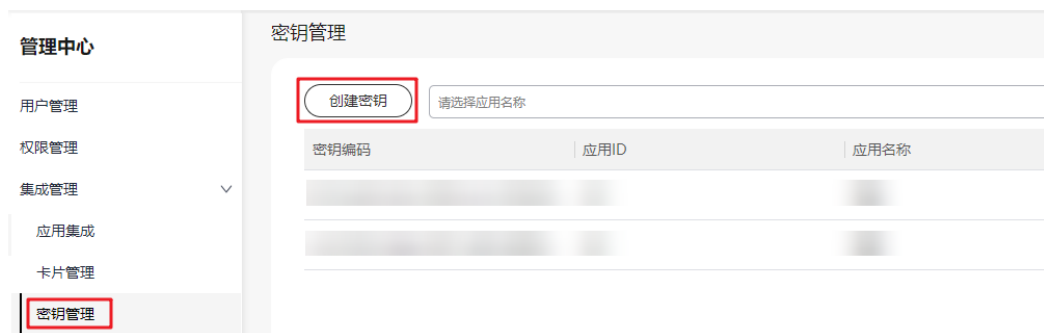 管理中心
用户管理
权限管理
集成管理
应用集成
卡片管理
密钥管理
密钥管理
创建密钥
请选择应用名称
密钥编码 应用ID 应用名称